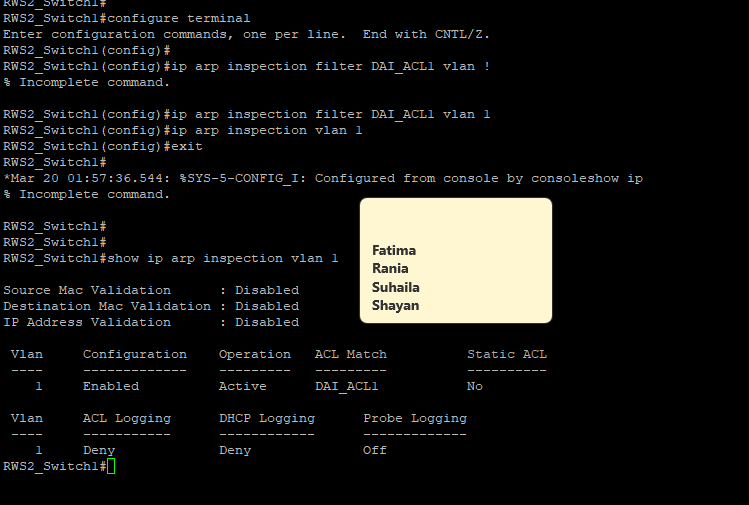 RWS2_Switch1#
RWS2_Switch1#configure terminal
Enter configuration commands, one per line.  End with CNTL/Z.
RWS2_Switch1(config)#
RWS2_Switch1(config)#ip arp inspection filter DAI_ACL1 vlan !
% Incomplete command.
RWS2_Switch1(config)#ip arp inspection filter DAI_ACL1 vlan 1
RWS2_Switch1(config)#ip arp inspection vlan 1
RWS2_Switch1(config)#exit
RWS2_Switch1#
*Mar 20 01:57:36.544: %SYS-5-CONFIG_I: Configured from console by consoleshow ip
% Incomplete command.
RWS2_Switch1#
RWS2_Switch1#
RWS2_Switch1#show ip arp inspection vlan 1
Fatima
Rania
Suhaila
Shayan
Source Mac Validation      : Disabled
Destination Mac Validation : Disabled
IP Address Validation      : Disabled
Vlan     Configuration    Operation   ACL Match          Static ACL
----     -------------    ---------   ---------          ----------
1     Enabled          Active      DAI_ACL1           No
Vlan     ACL Logging      DHCP Logging      Probe Logging
----     -----------      ------------      -------------
1     Deny             Deny              Off
RWS2_Switch1#